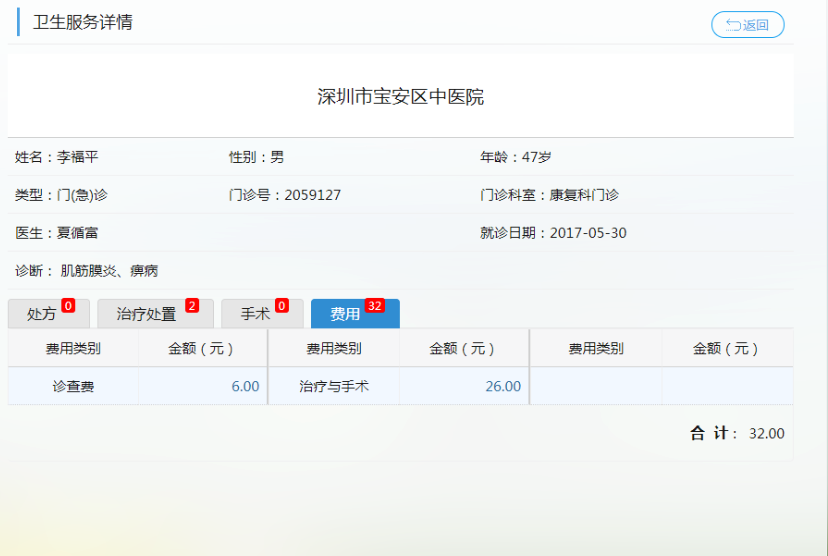 卫生服务详情 返回
深圳市宝安区中医院
姓名：李福平 性别：男 年龄：47岁
类型：门(急)诊 门诊号：2059127 门诊科室：康复科门诊
医生：夏循富 就诊日期：2017-05-30
诊断： 肌筋膜炎、痹病
处方 0 治疗处置 2 手术 0 费用 32
费用类别 金额（元） 费用类别 金额（元） 费用类别 金额（元）
诊查费 6.00 治疗与手术 26.00
合 计： 32.00